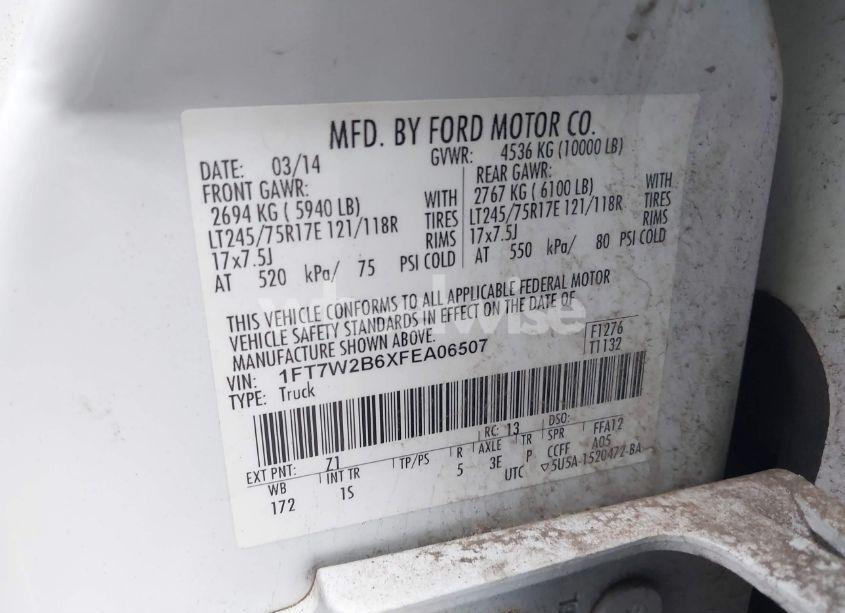 MFD. BY FORD MOTOR CO.
DATE: 03/14 GVWR: 4536 KG (10000 LB)
FRONT GAWR: REAR GAWR:
2694 KG ( 5940 LB) WITH 2767 KG ( 6100 LB) WITH
LT245/75R17E 121/118R TIRES LT245/75R17E 121/118R TIRES
17x7.5J RIMS 17x7.5J RIMS
AT 520 kPa/ 75 PSI COLD AT 550 kPa/ 80 PSI COLD
THIS VEHICLE CONFORMS TO ALL APPLICABLE FEDERAL MOTOR
VEHICLE SAFETY STANDARDS IN EFFECT ON THE DATE OF
MANUFACTURE SHOWN ABOVE.
F1276
T1132
VIN: 1FT7W2B6XFEA06507
TYPE: Truck
EXT PNT: Z1 RC: 13 DSO:
WB INT TR TP/PS R AXLE TR SPR FFA12
172 1S 5 3E P CCFF A05
UTC ▽5U5A-1520472-BA